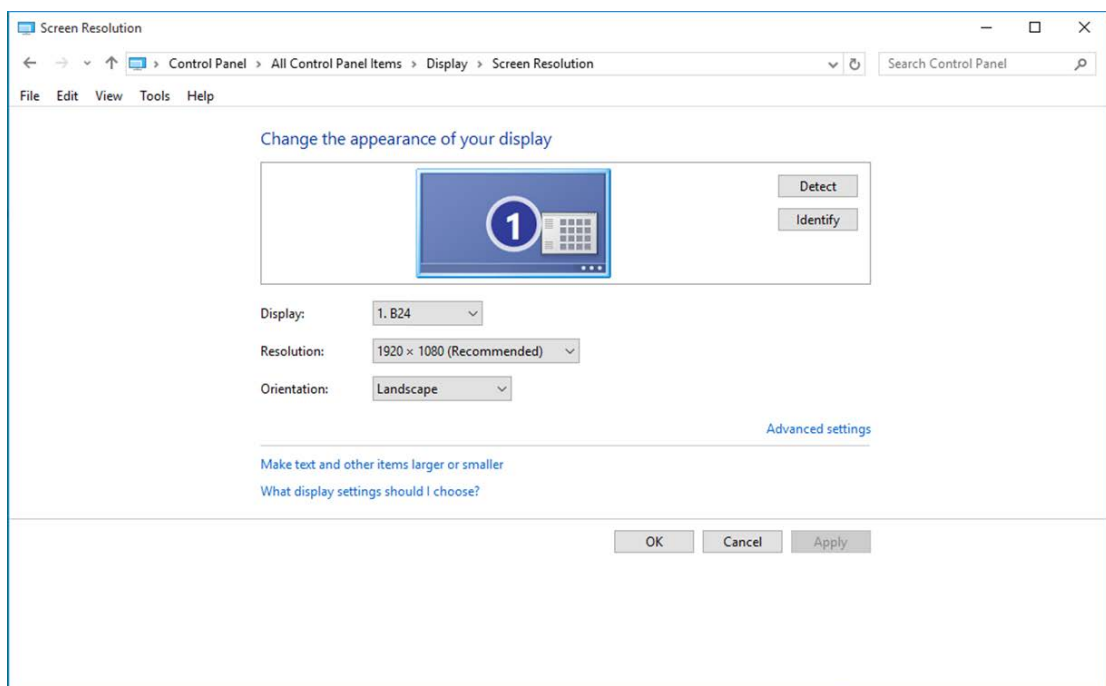 Screen Resolution
Control Panel > All Control Panel Items > Display > Screen Resolution
Search Control Panel
File Edit View Tools Help
Change the appearance of your display
1
Detect
Identify
Display: 1. B24
Resolution: 1920 × 1080 (Recommended)
Orientation: Landscape
Advanced settings
Make text and other items larger or smaller
What display settings should I choose?
OK Cancel Apply